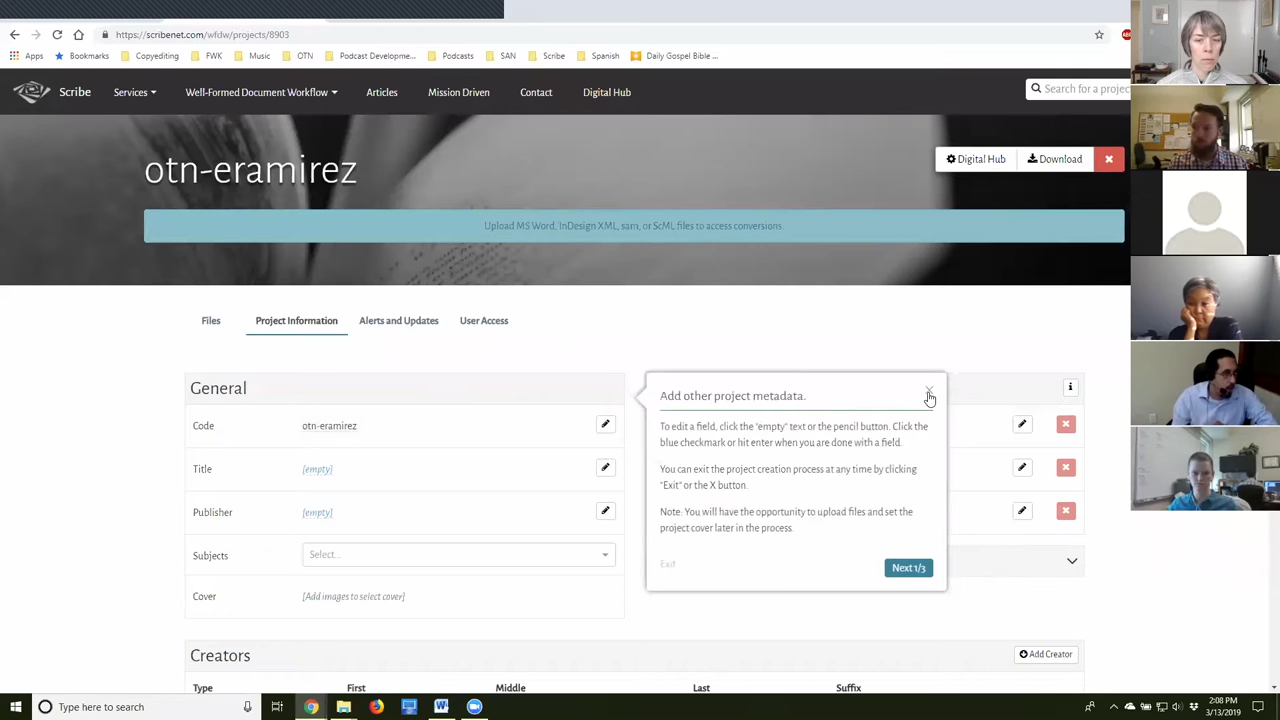 https://scribenet.com/wfdw/projects/8903
Apps Bookmarks Copyediting FWK Music OTN Podcast Developme... Podcasts SAN Scribe Spanish Daily Gospel Bible ...
Scribe Services Well-Formed Document Workflow Articles Mission Driven Contact Digital Hub Search for a projec
otn-eramirez
Digital Hub Download
Upload MS Word, InDesign XML, sam, or ScML files to access conversions.
Files Project Information Alerts and Updates User Access
General
Code otn-eramirez
Title [empty]
Publisher [empty]
Subjects Select...
Cover [Add images to select cover]
Add other project metadata.
To edit a field, click the "empty" text or the pencil button. Click the
blue checkmark or hit enter when you are done with a field.
You can exit the project creation process at any time by clicking
"Exit" or the X button.
Note: You will have the opportunity to upload files and set the
project cover later in the process.
Exit Next 1/3
Creators Add Creator
Type First Middle Last Suffix
Type here to search
2:08 PM
3/13/2019